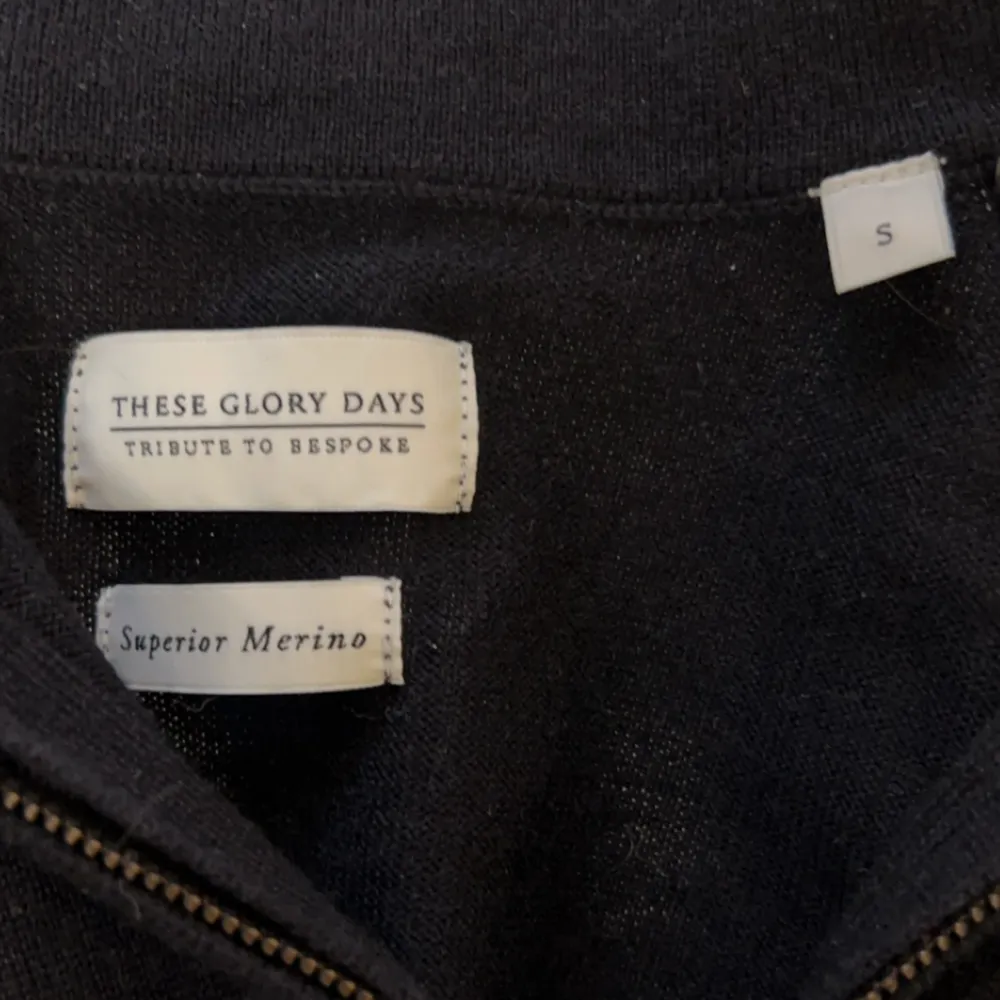 S
THESE GLORY DAYS
TRIBUTE TO BESPOKE
Superior Merino